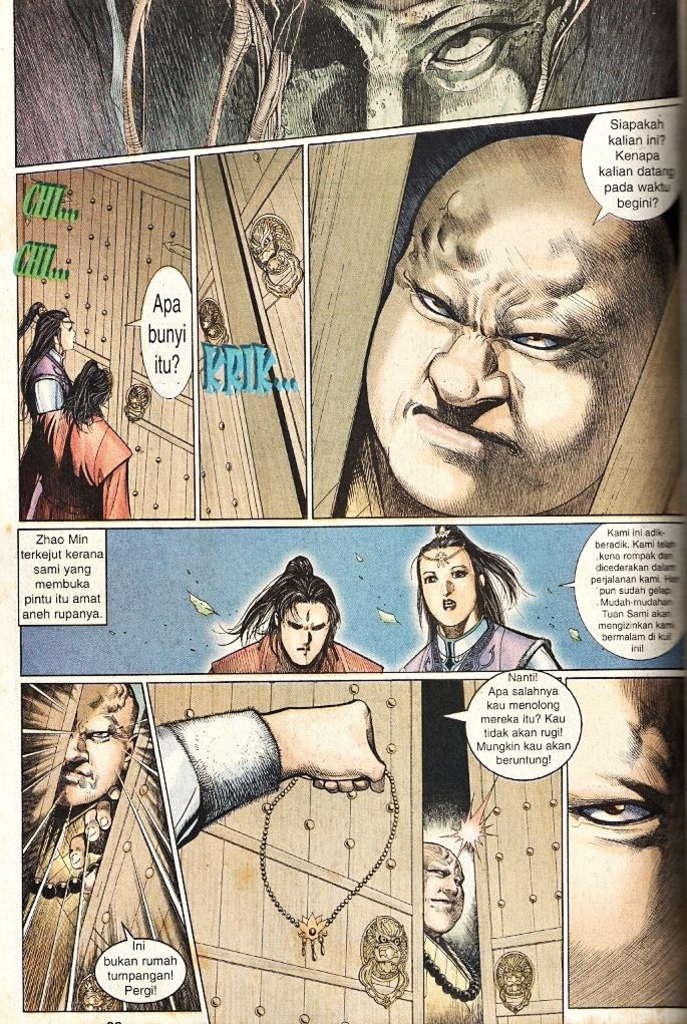 CHI...
CHI...
Apa
bunyi
itu?
KRIK...
Siapakah
kalian ini?
Kenapa
kalian datang
pada waktu
begini?
Zhao Min
terkejut kerana
sami yang
membuka
pintu itu amat
aneh rupanya.
Kami ini adik-
beradik. Kami telah
kena rompak dan
dicederakan dalam
perjalanan kami. Hari
pun sudah gelap.
Mudah-mudahan
Tuan Sami akan
mengizinkan kami
bermalam di kuil
ini!
Ini
bukan rumah
tumpangan!
Pergi!
Nanti!
Apa salahnya
kau menolong
mereka itu? Kau
tidak akan rugi!
Mungkin kau akan
beruntung!